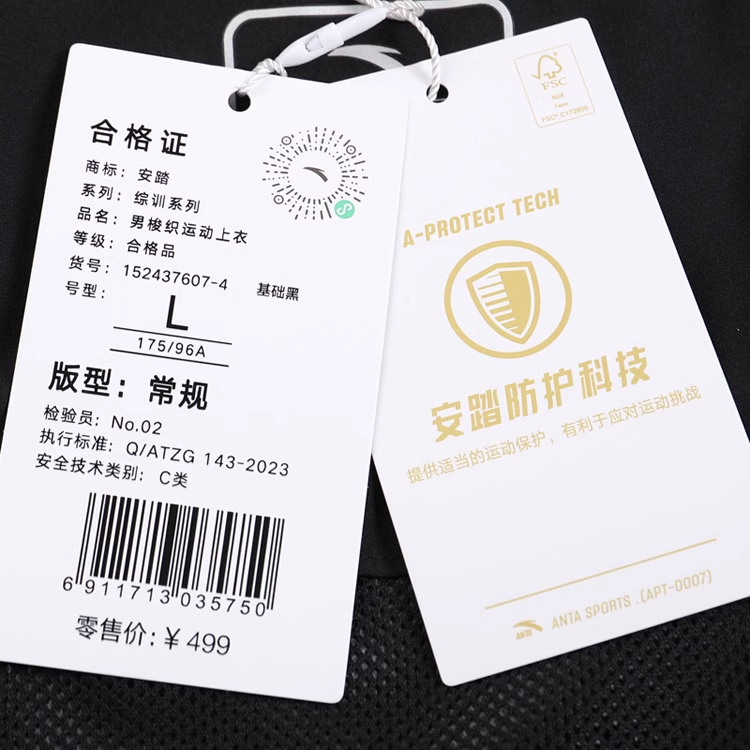 合格证
商标：安踏
系列：综训系列
品名：男梭织运动上衣
等级：合格品
货号：152437607-4 基础黑
号型：
L
175/96A
版型：常规
检验员：No.02
执行标准：Q/ATZG 143-2023
安全技术类别：C类
6 911713 035750
零售价：¥ 499
FSC
MIX
Paper
FSC® C172800
A-PROTECT TECH
安踏防护科技
提供适当的运动保护，有利于应对运动挑战
ANTA ANTA SPORTS.(APT-0007)